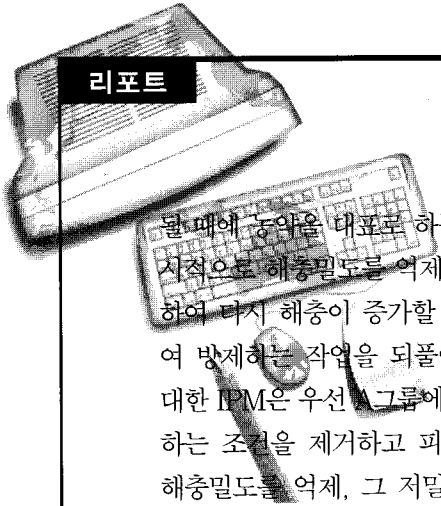 리포트
될 때에 농약을 대표로 하
시적으로 해충밀도를 억제
하여 다시 해충이 증가할
여 방제하는 작업을 되풀이
대한 IPM은 우선 A그룹에
하는 조건을 제거하고 피
해충밀도를 억제, 그 저밀